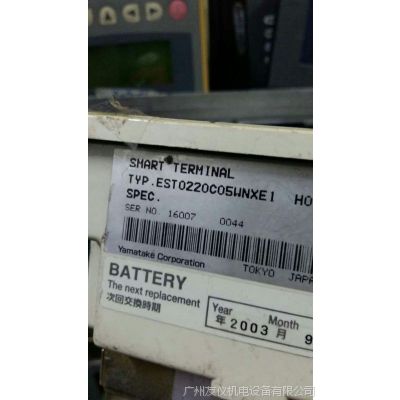 SMART TERMINAL
TYP.EST0220C05WNXE1 HO
SPEC.
SER NO 16007 0044
Yamatake Corporation TOKYO JAPA
BATTERY
The next replacement
次回交換時期
Year Month
年 2003 月 9
广州友仪机电设备有限公司